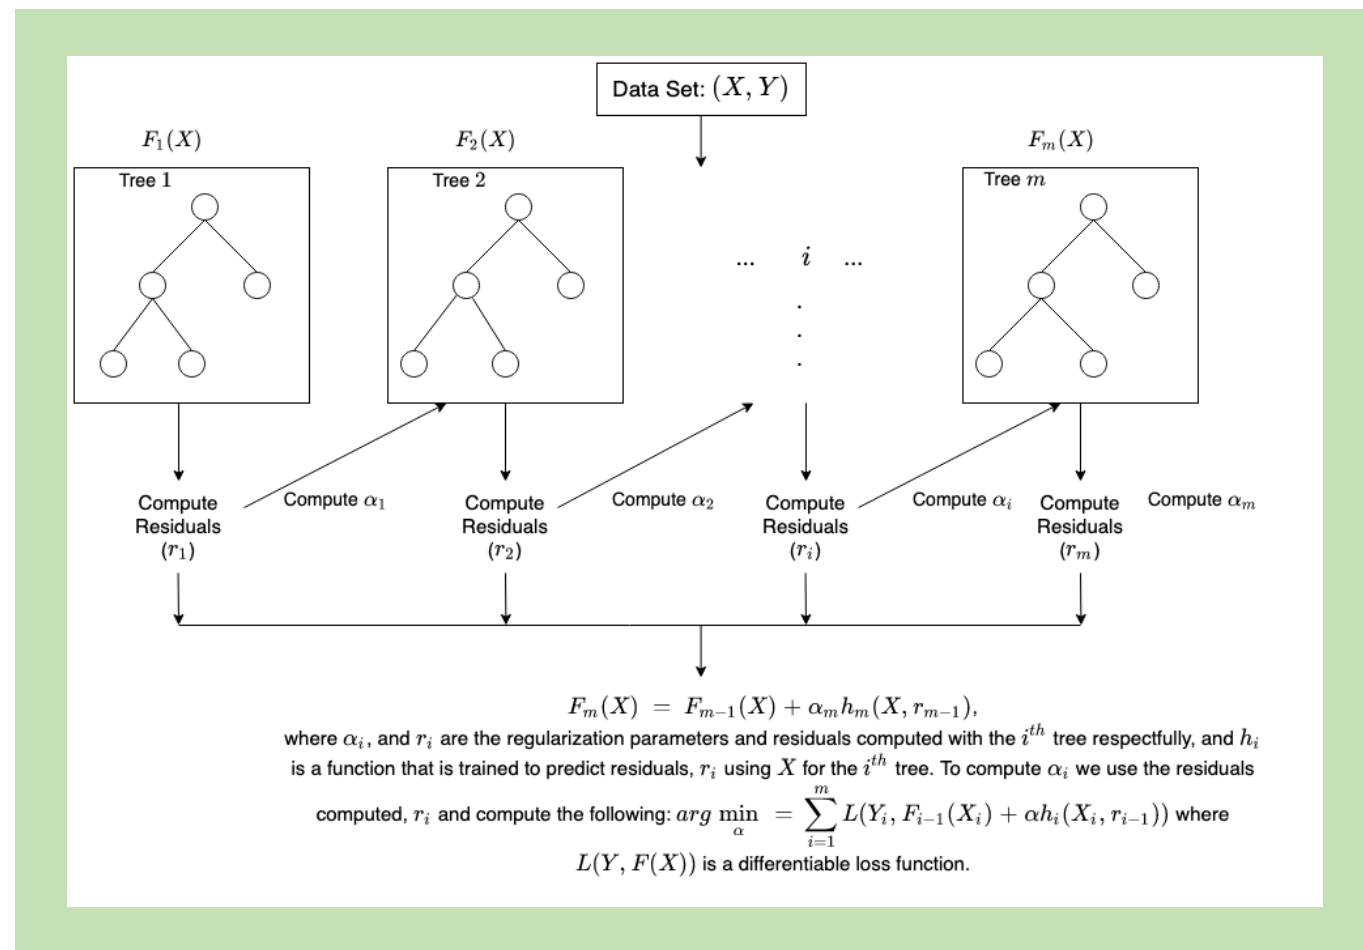 Data Set: (X, Y)
F₁(X)
F₂(X)
Fₘ(X)
Tree 1
Tree 2
Tree m
... i ...
.
.
.
Compute
Residuals
(r₁)
Compute α₁
Compute
Residuals
(r₂)
Compute α₂
Compute
Residuals
(rᵢ)
Compute αᵢ
Compute
Residuals
(rₘ)
Compute αₘ
Fₘ(X) = Fₘ₋₁(X) + αₘhₘ(X, rₘ₋₁),
where αᵢ, and rᵢ are the regularization parameters and residuals computed with the iᵗʰ tree respectfully, and hᵢ
is a function that is trained to predict residuals, rᵢ using X for the iᵗʰ tree. To compute αᵢ we use the residuals
computed, rᵢ and compute the following: arg min_α = ∑_{i=1}^{m} L(Yᵢ, Fᵢ₋₁(Xᵢ) + αhᵢ(Xᵢ, rᵢ₋₁)) where
L(Y, F(X)) is a differentiable loss function.